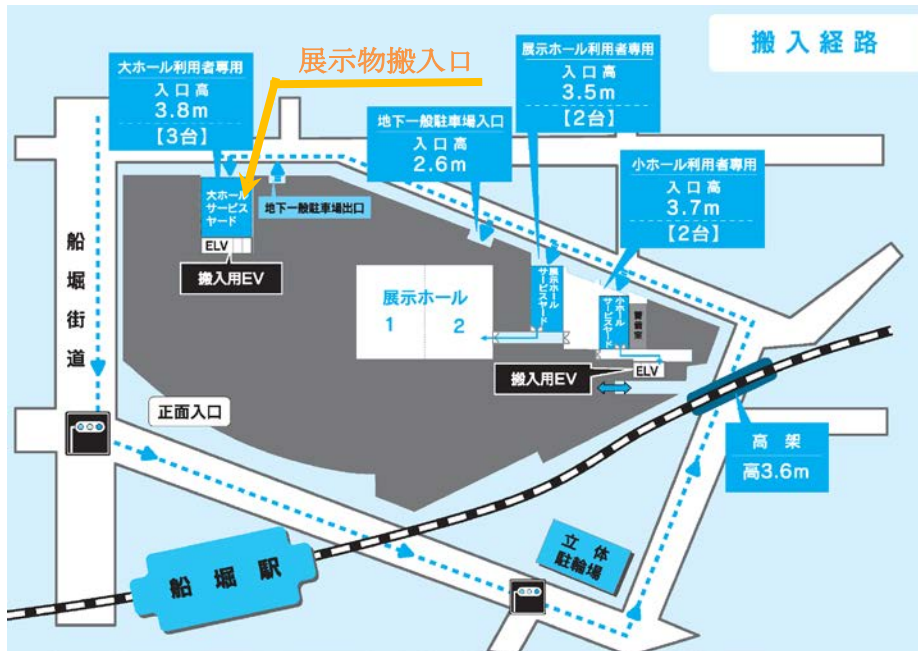 搬入経路
展示物搬入口
大ホール利用者専用
入口高
3.8m
【3台】
展示ホール利用者専用
入口高
3.5m
【2台】
地下一般駐車場入口
入口高
2.6m
小ホール利用者専用
入口高
3.7m
【2台】
大ホール
サービス
ヤード
地下一般駐車場出口
ELV
搬入用EV
船堀街道
展示ホール
1 2
展示ホール
サービスヤード
小ホール
サービスヤード
ELV
搬入用EV
正面入口
高架
高3.6m
立体
駐輪場
船堀駅